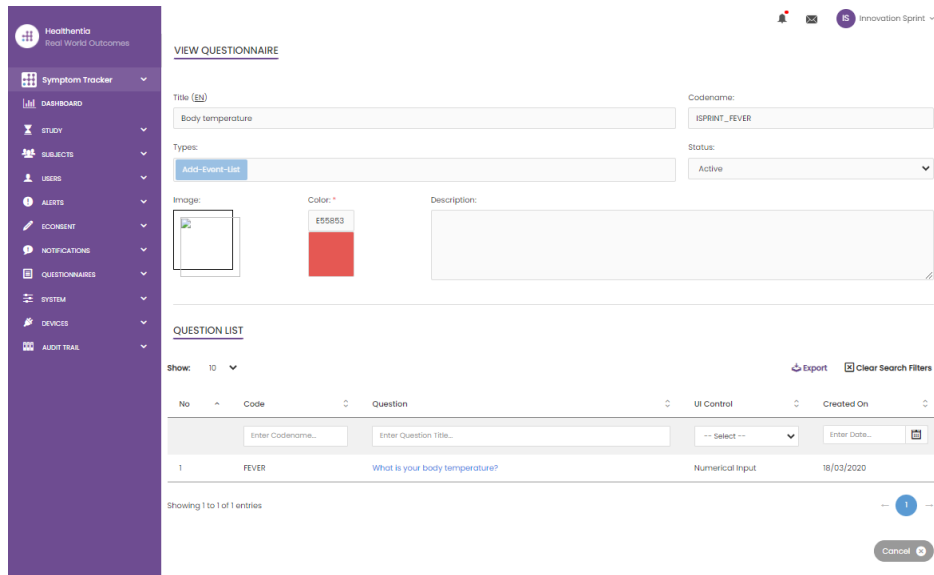 Healthentia
Real World Outcomes
IS Innovation Sprint
VIEW QUESTIONNAIRE
Symptom Tracker
DASHBOARD
STUDY
SUBJECTS
USERS
ALERTS
ECONSENT
NOTIFICATIONS
QUESTIONNAIRES
SYSTEM
DEVICES
AUDIT TRAIL
Title (EN)
Codename:
Body temperature
ISPRINT_FEVER
Types:
Status:
Add-Event-List
Active
Image:
Color: *
Description:
E55853
QUESTION LIST
Show: 10
Export
Clear Search Filters
No Code Question UI Control Created On
Enter Codename... Enter Question Title... -- Select -- Enter Date...
1 FEVER What is your body temperature? Numerical Input 18/03/2020
Showing 1 to 1 of 1 entries
← 1 →
Cancel